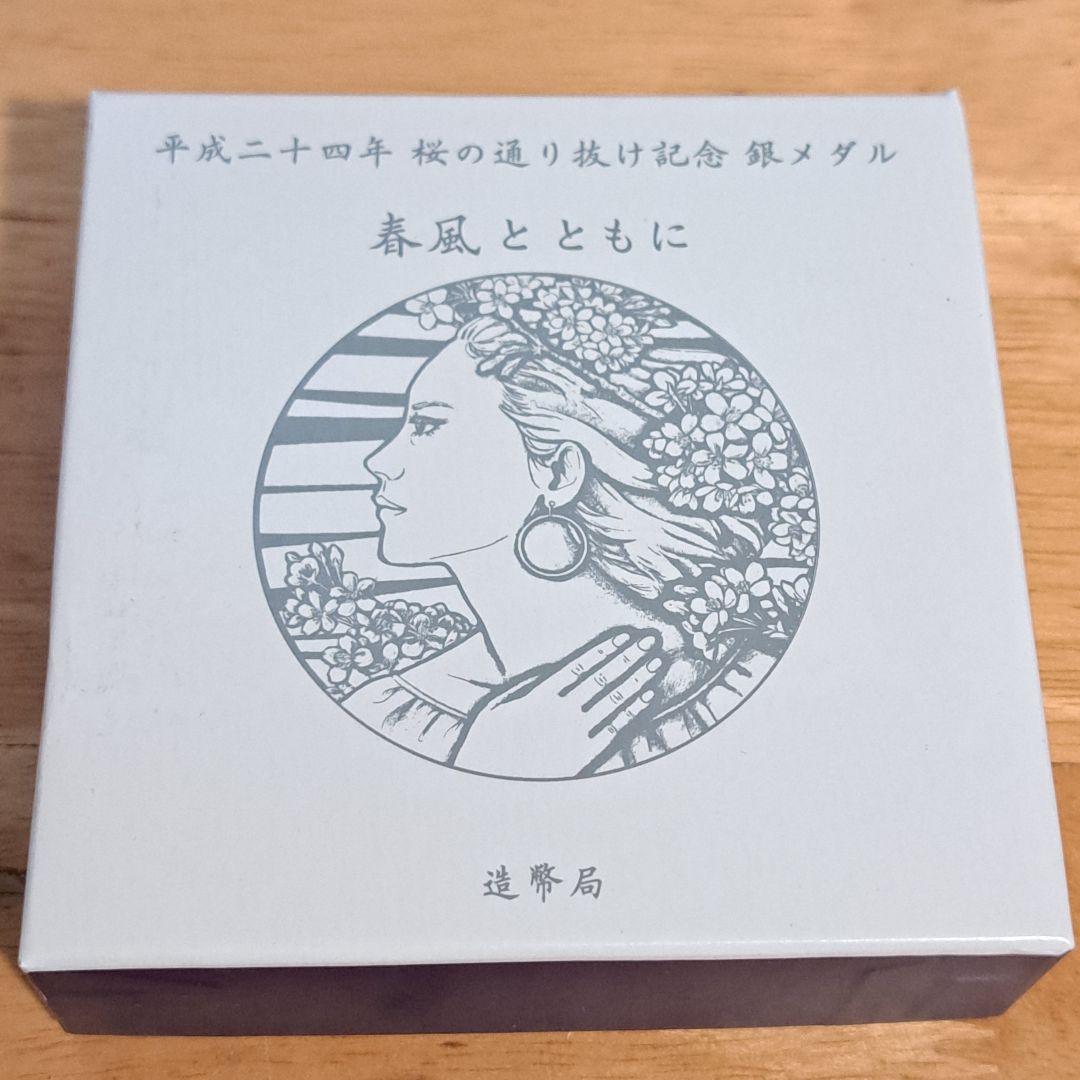 平成二十四年 桜の通り抜け記念 銀メダル
春風とともに
造幣局